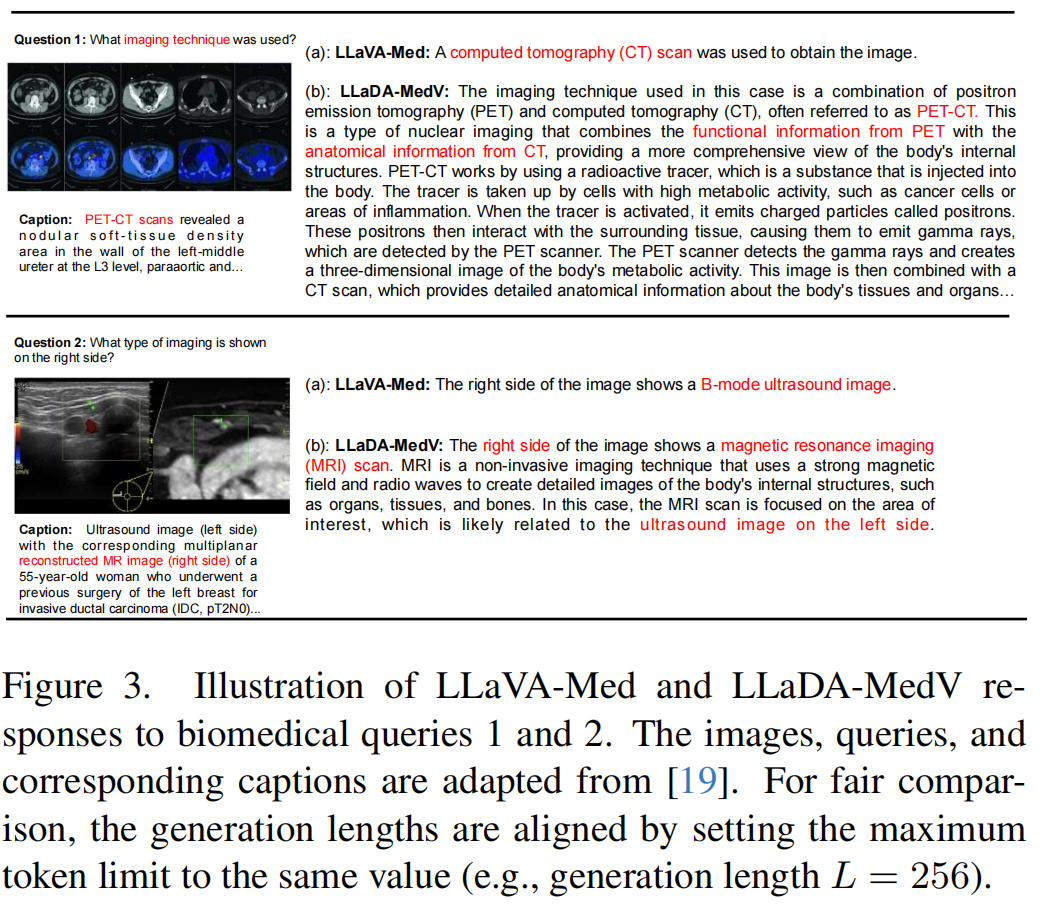 Question 1: What imaging technique was used?
Caption: PET-CT scans revealed a
nodular soft-tissue density
area in the wall of the left-middle
ureter at the L3 level, paraaortic and...
(a): LLaVA-Med: A computed tomography (CT) scan was used to obtain the image.
(b): LLaDA-MedV: The imaging technique used in this case is a combination of positron
emission tomography (PET) and computed tomography (CT), often referred to as PET-CT. This
is a type of nuclear imaging that combines the functional information from PET with the
anatomical information from CT, providing a more comprehensive view of the body's internal
structures. PET-CT works by using a radioactive tracer, which is a substance that is injected into
the body. The tracer is taken up by cells with high metabolic activity, such as cancer cells or
areas of inflammation. When the tracer is activated, it emits charged particles called positrons.
These positrons then interact with the surrounding tissue, causing them to emit gamma rays,
which are detected by the PET scanner. The PET scanner detects the gamma rays and creates
a three-dimensional image of the body's metabolic activity. This image is then combined with a
CT scan, which provides detailed anatomical information about the body's tissues and organs...
Question 2: What type of imaging is shown
on the right side?
Caption: Ultrasound image (left side)
with the corresponding multiplanar
reconstructed MR image (right side) of a
55-year-old woman who underwent a
previous surgery of the left breast for
invasive ductal carcinoma (IDC, pT2N0)...
(a): LLaVA-Med: The right side of the image shows a B-mode ultrasound image.
(b): LLaDA-MedV: The right side of the image shows a magnetic resonance imaging
(MRI) scan. MRI is a non-invasive imaging technique that uses a strong magnetic
field and radio waves to create detailed images of the body's internal structures, such
as organs, tissues, and bones. In this case, the MRI scan is focused on the area of
interest, which is likely related to the ultrasound image on the left side.
Figure 3. Illustration of LLaVA-Med and LLaDA-MedV re-
sponses to biomedical queries 1 and 2. The images, queries, and
corresponding captions are adapted from [19]. For fair compar-
ison, the generation lengths are aligned by setting the maximum
token limit to the same value (e.g., generation length L = 256).